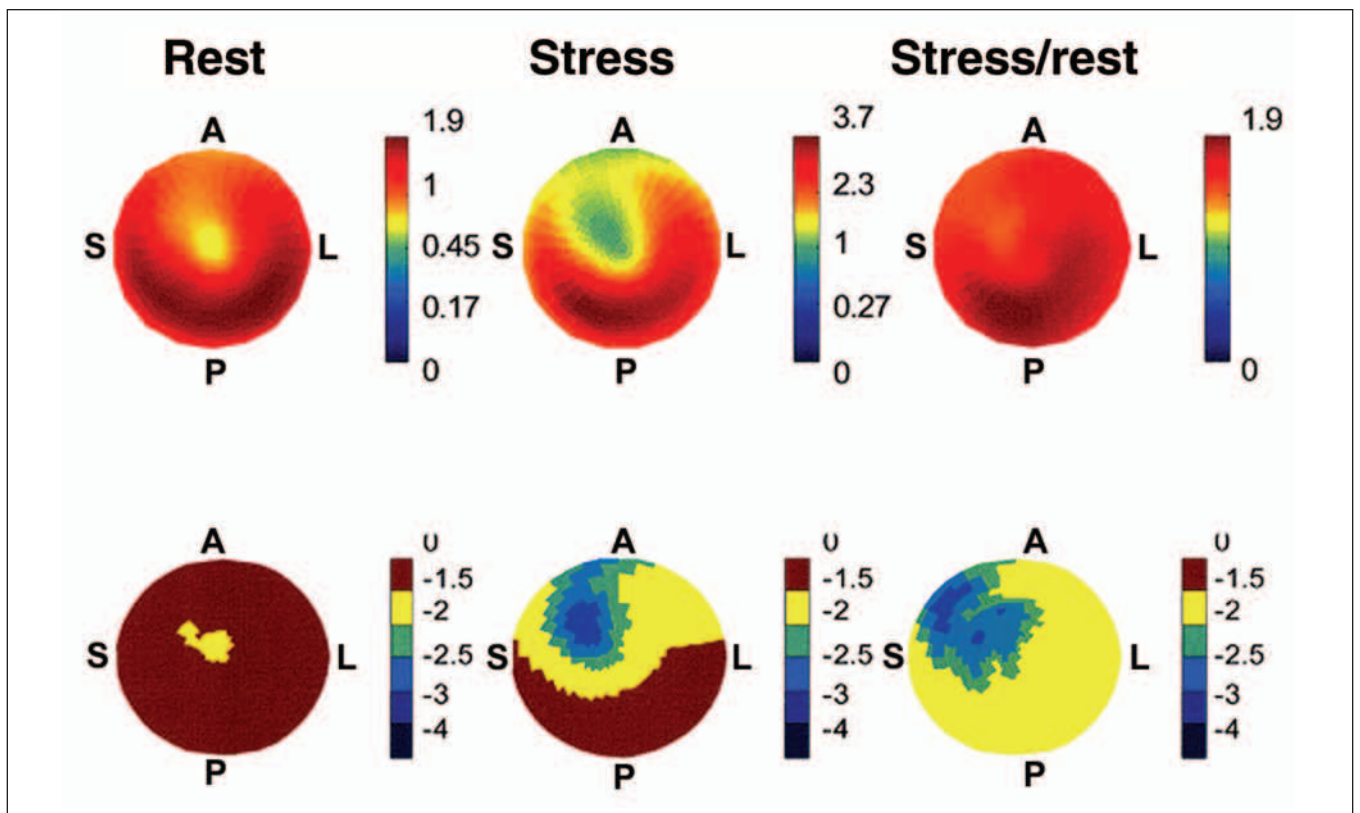 Rest Stress Stress/rest
A 1.9 A 3.7 A 1.9
1 2.3
S L 0.45 S L 1 S L
0.17 0.27
P 0 P 0 P 0
A 0 A 0 A 0
-1.5 -1.5 -1.5
-2 -2 -2
S L -2.5 S L -2.5 S L -2.5
-3 -3 -3
-4 -4 -4
P P P